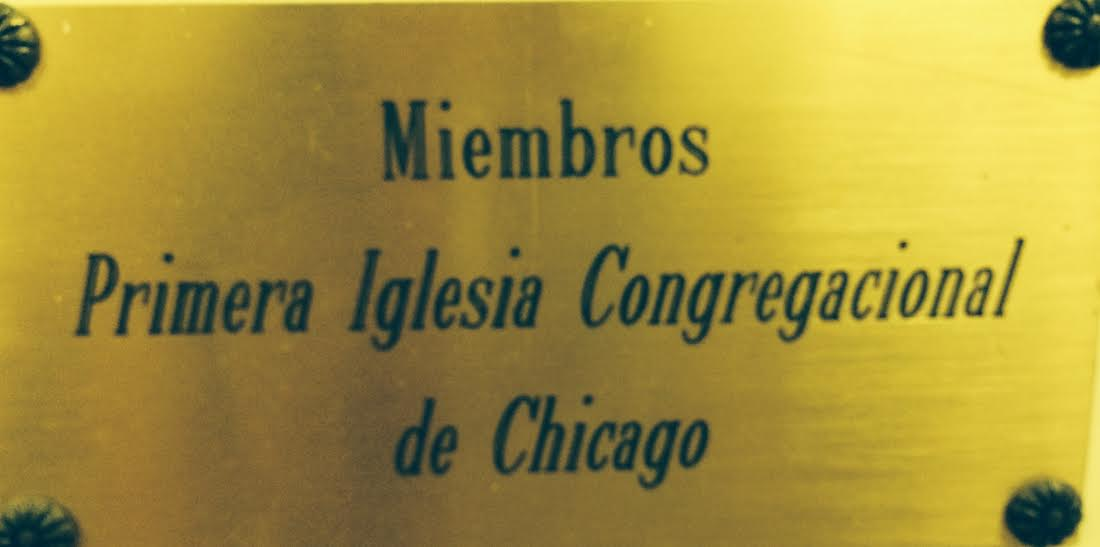 Miembros
Primera Iglesia Congregacional
de Chicago